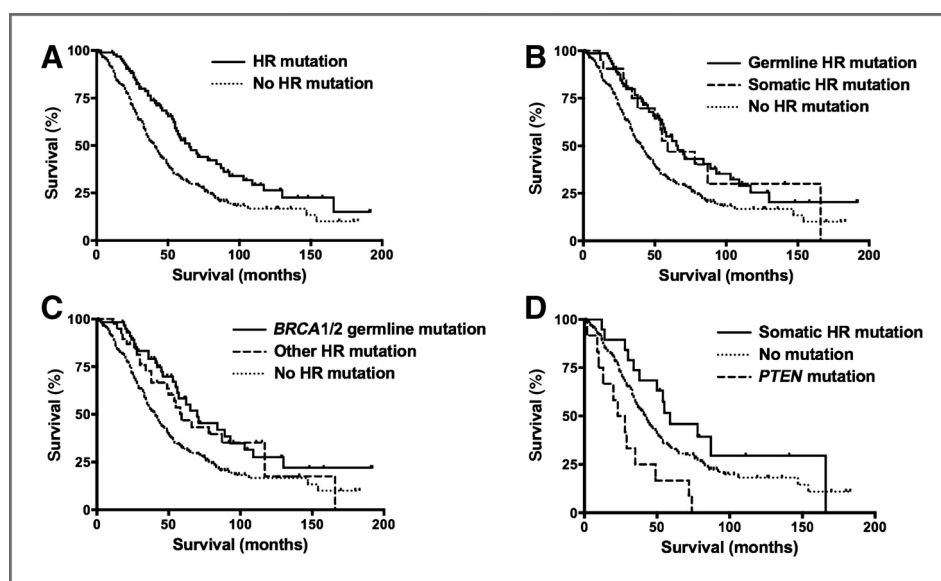 A
HR mutation
No HR mutation
Survival (%)
100
75
50
25
0
0 50 100 150 200
Survival (months)
B
Germline HR mutation
Somatic HR mutation
No HR mutation
Survival (%)
100
75
50
25
0
0 50 100 150 200
Survival (months)
C
BRCA1/2 germline mutation
Other HR mutation
No HR mutation
Survival (%)
100
75
50
25
0
0 50 100 150 200
Survival (months)
D
Somatic HR mutation
No mutation
PTEN mutation
Survival (%)
100
75
50
25
0
0 50 100 150 200
Survival (months)